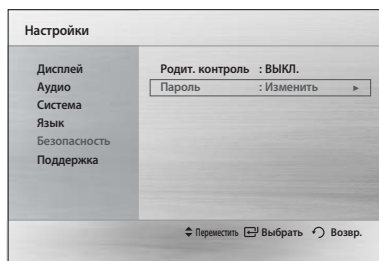 Настройки
Дисплей
Аудио
Система
Язык
Безопасность
Поддержка
Родит. контроль : ВЫКЛ.
Пароль : Изменить ►
Переместить Выбрать Возвр.